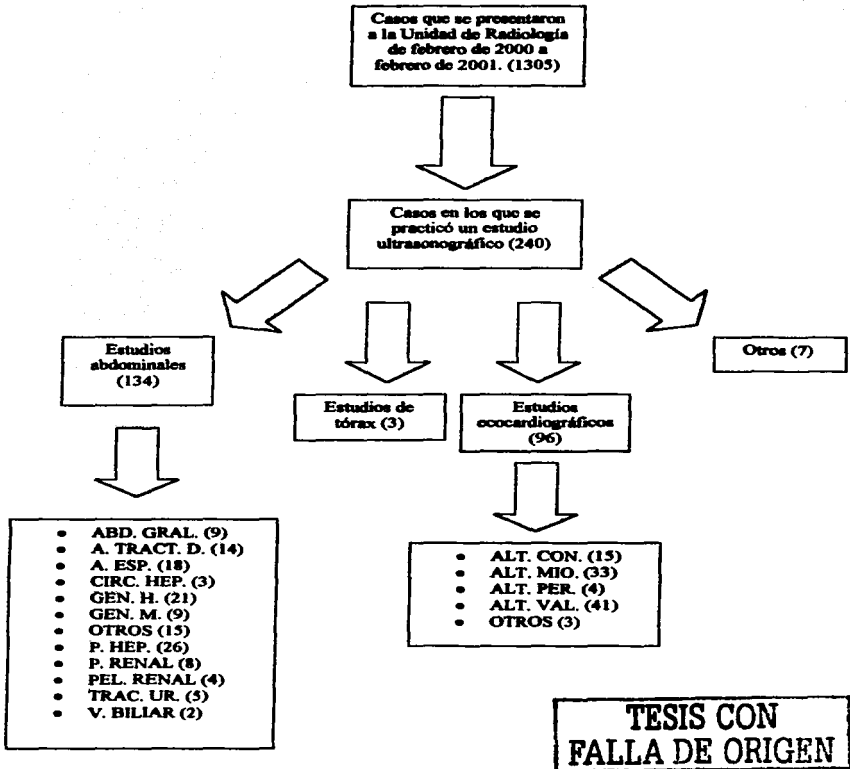 Casos que se presentaron
a la Unidad de Radiología
de febrero de 2000 a
febrero de 2001. (1305)
Casos en los que se
practicó un estudio
ultrasonográfico (240)
Estudios
abdominales
(134)
Estudios de
tórax (3)
Estudios
ecocardiográficos
(96)
Otros (7)
• ABD. GRAL. (9)
• A. TRACT. D. (14)
• A. ESP. (18)
• CIRC. HEP. (3)
• GEN. H. (21)
• GEN. M. (9)
• OTROS (15)
• P. HEP. (26)
• P. RENAL (8)
• PEL. RENAL (4)
• TRAC. UR. (5)
• V. BILIAR (2)
• ALT. CON. (15)
• ALT. MIO. (33)
• ALT. PER. (4)
• ALT. VAL. (41)
• OTROS (3)
TESIS CON
FALLA DE ORIGEN